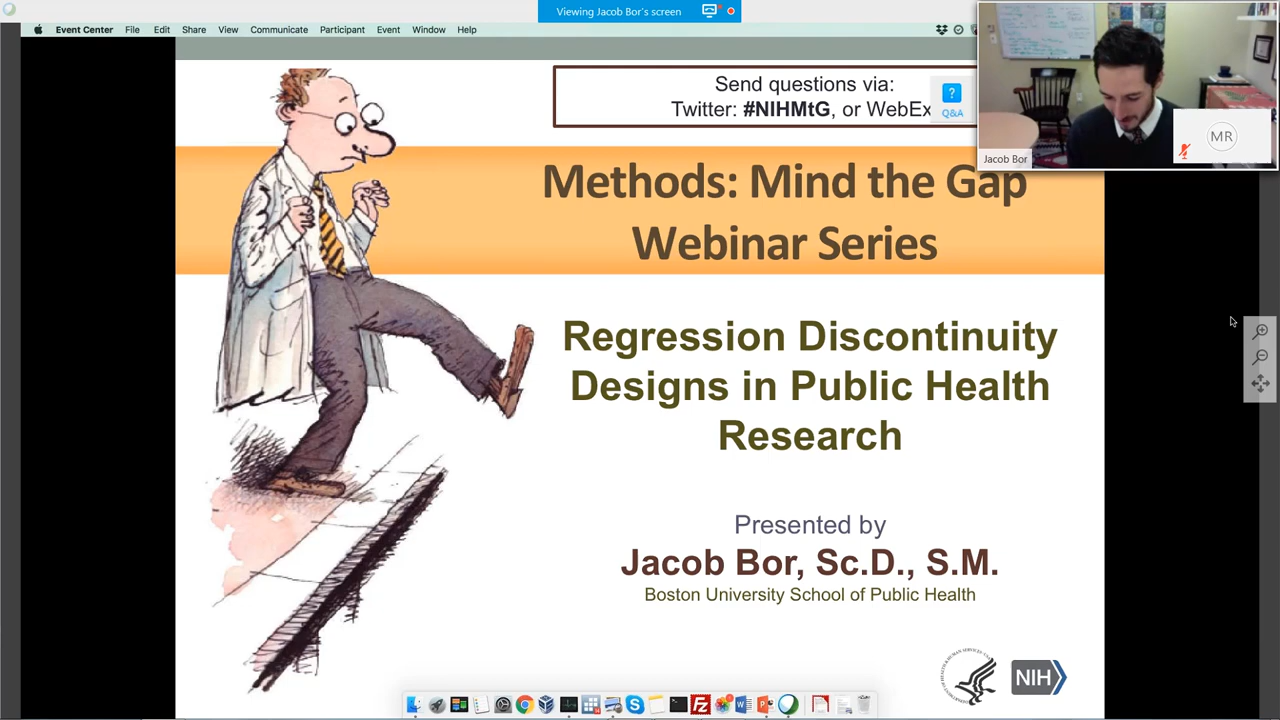 Viewing Jacob Bor's screen
Event Center File Edit Share View Communicate Participant Event Window Help
Send questions via:
Twitter: #NIHMtG, or WebEx
?
Q&A
Jacob Bor
MR
Methods: Mind the Gap
Webinar Series
Regression Discontinuity
Designs in Public Health
Research
Presented by
Jacob Bor, Sc.D., S.M.
Boston University School of Public Health
NIH